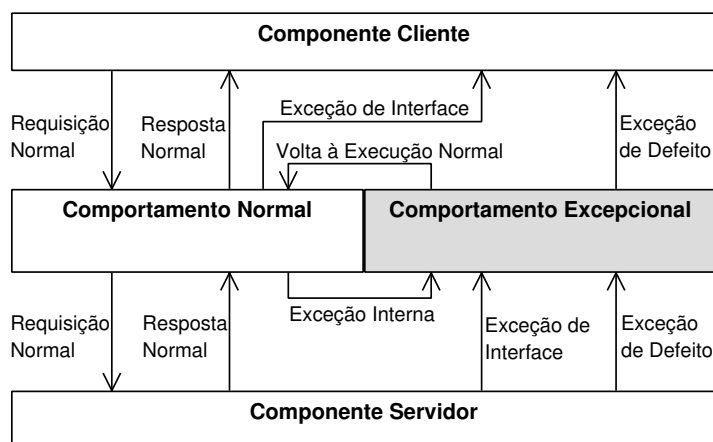 Componente Cliente
Requisição
Normal
Resposta
Normal
Exceção de Interface
Volta à Execução Normal
Exceção
de Defeito
Comportamento Normal
Comportamento Excepcional
Requisição
Normal
Resposta
Normal
Exceção Interna
Exceção de
Interface
Exceção
de Defeito
Componente Servidor